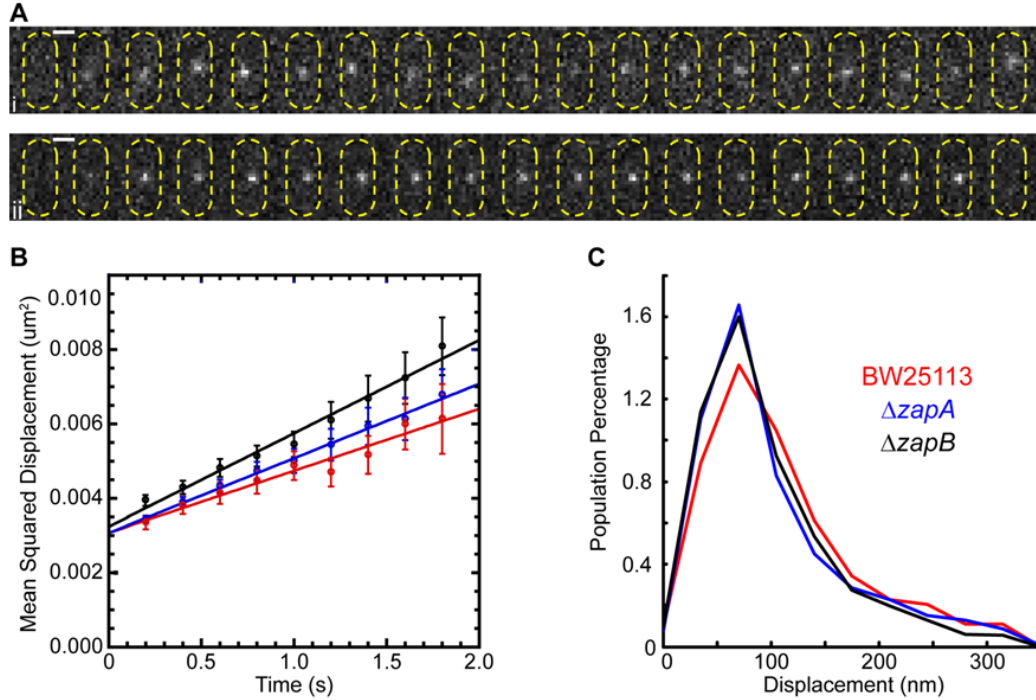 A
i
ii
B
Mean Squared Displacement (um²)
0.010
0.008
0.006
0.004
0.002
0.000
0
0.5
1.0
1.5
2.0
Time (s)
C
Population Percentage
1.6
1.2
0.8
0.4
0
BW25113
ΔzapA
ΔzapB
0
100
200
300
Displacement (nm)